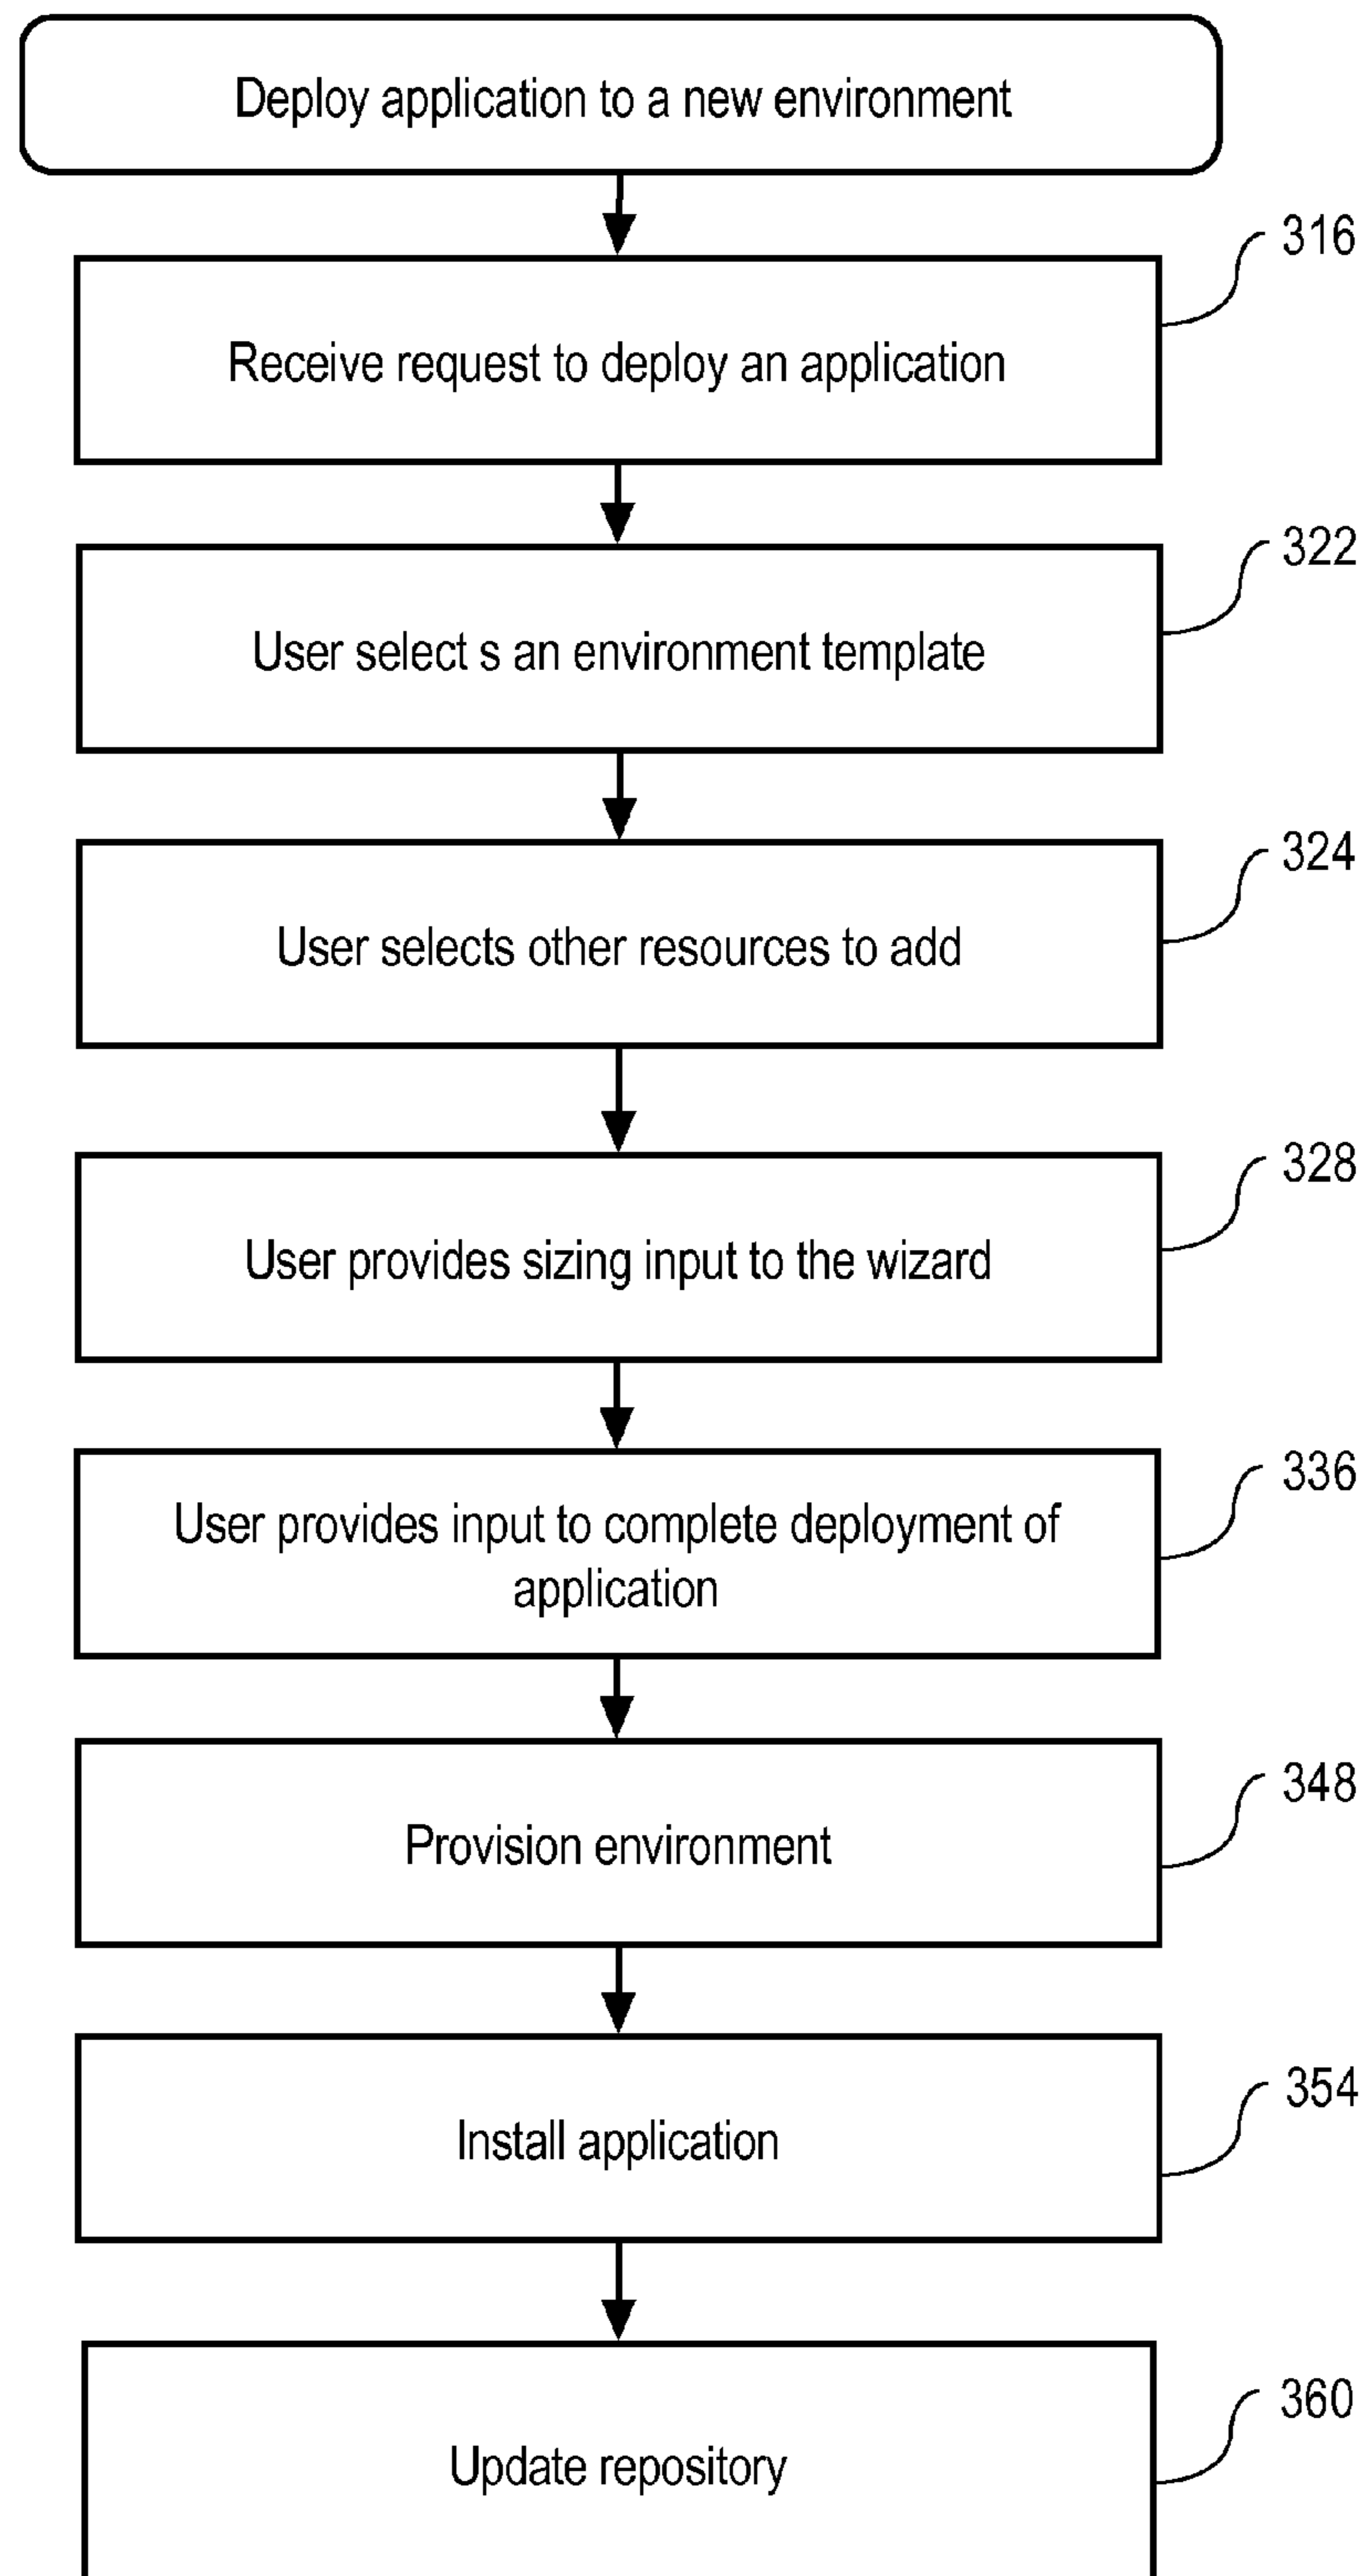 Deploy application to a new environment
316
Receive request to deploy an application
322
User select s an environment template
324
User selects other resources to add
328
User provides sizing input to the wizard
336
User provides input to complete deployment of
application
348
Provision environment
354
Install application
360
Update repository